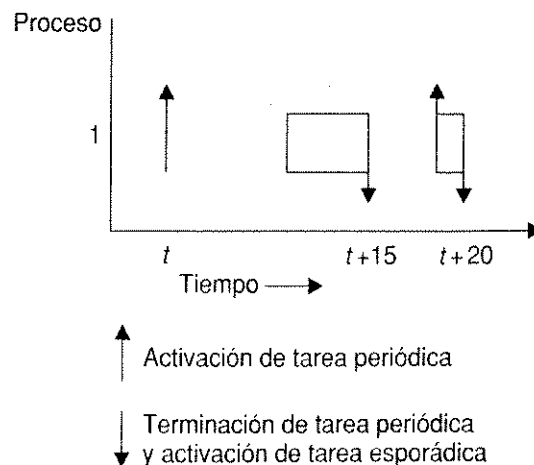 Proceso
1
t
t+15
t+20
Tiempo
Activación de tarea periódica
Terminación de tarea periódica
y activación de tarea esporádica